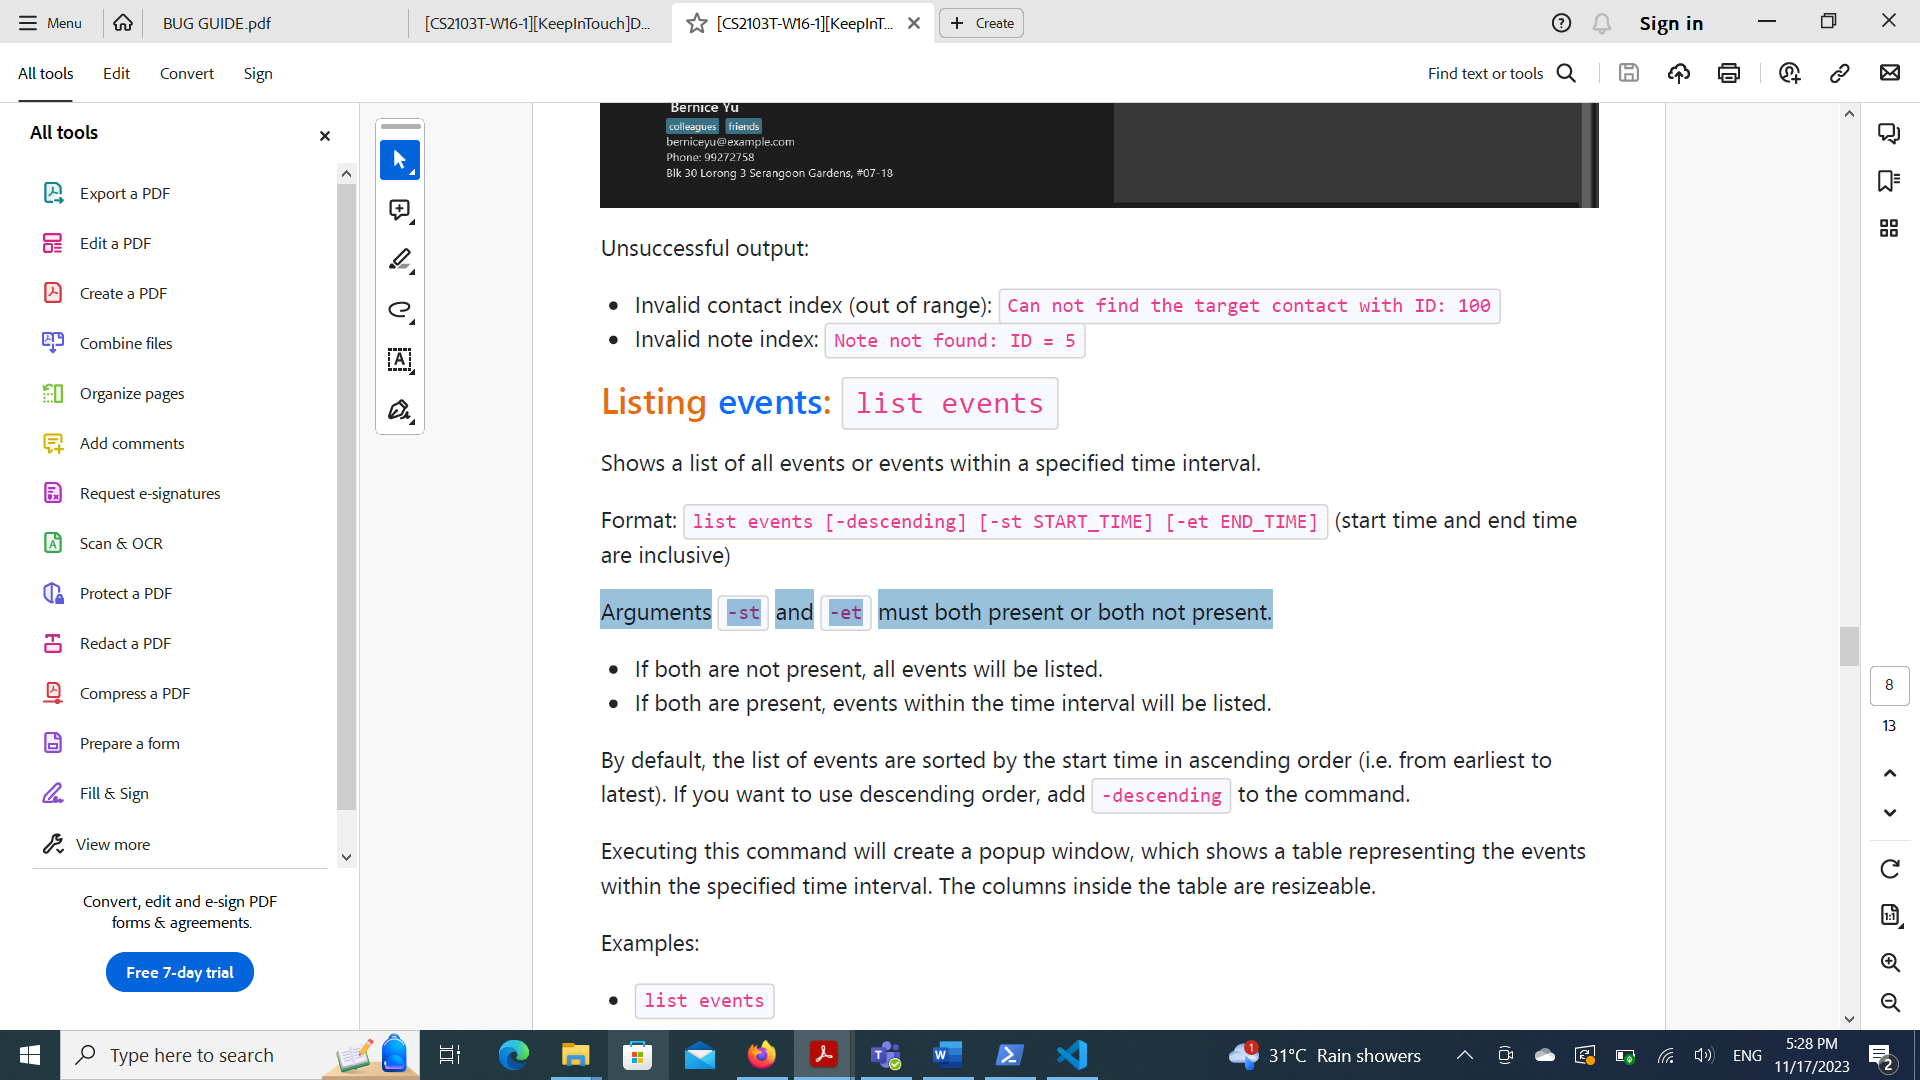 Menu
BUG GUIDE.pdf
[CS2103T-W16-1][KeepInTouch]D...
[CS2103T-W16-1][KeepInT...
Create
Sign in
All tools
Edit
Convert
Sign
Find text or tools
All tools
Export a PDF
Edit a PDF
Create a PDF
Combine files
Organize pages
Add comments
Request e-signatures
Scan & OCR
Protect a PDF
Redact a PDF
Compress a PDF
Prepare a form
Fill & Sign
View more
Convert, edit and e-sign PDF
forms & agreements.
Free 7-day trial
Bernice Yu
colleagues friends
berniceyu@example.com
Phone: 99272758
Blk 30 Lorong 3 Serangoon Gardens, #07-18
Unsuccessful output:
Invalid contact index (out of range): Can not find the target contact with ID: 100
Invalid note index: Note not found: ID = 5
Listing events: list events
Shows a list of all events or events within a specified time interval.
Format: list events [-descending] [-st START_TIME] [-et END_TIME] (start time and end time
are inclusive)
Arguments -st and -et must both present or both not present.
If both are not present, all events will be listed.
If both are present, events within the time interval will be listed.
By default, the list of events are sorted by the start time in ascending order (i.e. from earliest to
latest). If you want to use descending order, add -descending to the command.
Executing this command will create a popup window, which shows a table representing the events
within the specified time interval. The columns inside the table are resizeable.
Examples:
list events
8
13
Type here to search
1
31°C Rain showers
ENG
5:28 PM
11/17/2023
2